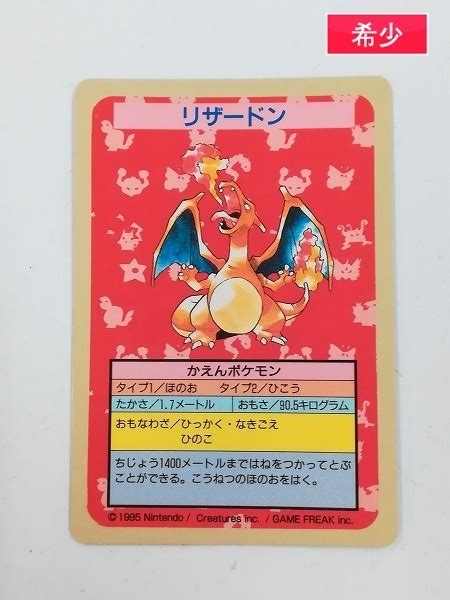 希少
リザードン
かえんポケモン
タイプ1/ほのお タイプ2/ひこう
たかさ/1.7メートル おもさ/90.5キログラム
おもなわざ/ひっかく・なきごえ
ひのこ
ちじょう1400メートルまではねをつかってとぶ
ことができる。こうねつのほのおをはく。
©1995 Nintendo / Creatures inc. / GAME FREAK inc.